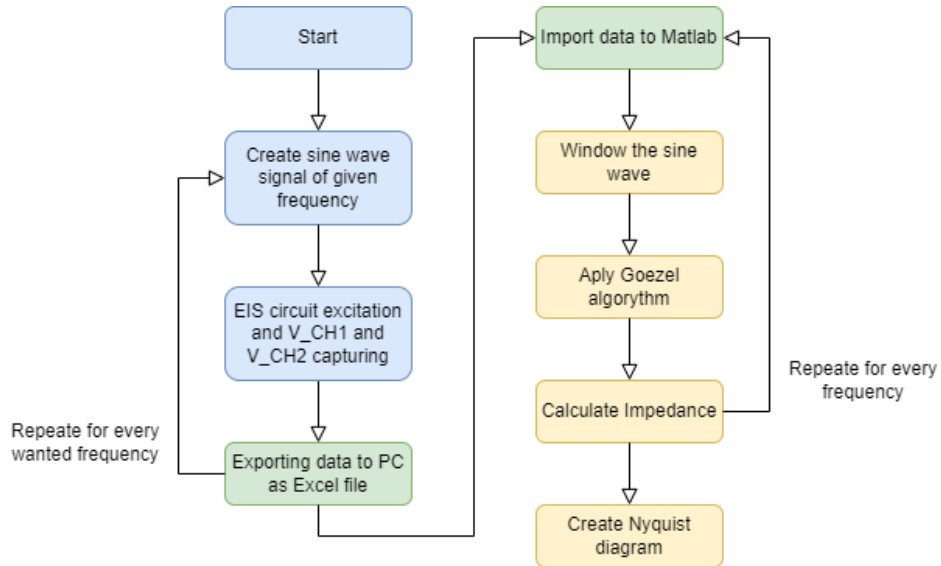 Start
Create sine wave
signal of given
frequency
EIS circuit excitation
and V_CH1 and
V_CH2 capturing
Repeate for every
wanted frequency
Exporting data to PC
as Excel file
Import data to Matlab
Window the sine
wave
Aply Goezel
algorythm
Calculate Impedance
Repeate for every
frequency
Create Nyquist
diagram